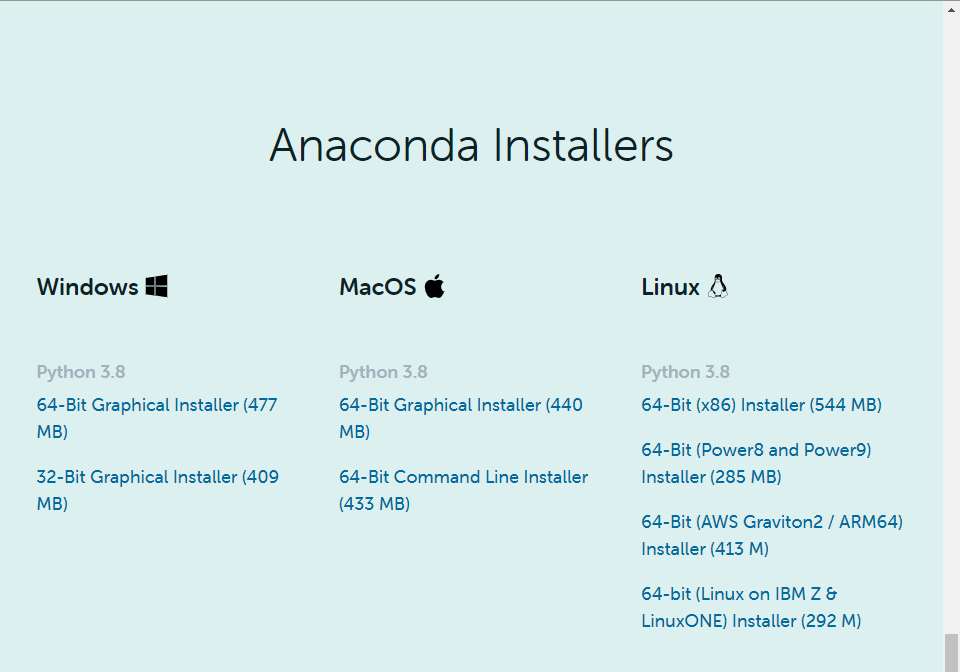 Anaconda Installers
Windows
Python 3.8
64-Bit Graphical Installer (477
MB)
32-Bit Graphical Installer (409
MB)
MacOS
Python 3.8
64-Bit Graphical Installer (440
MB)
64-Bit Command Line Installer
(433 MB)
Linux
Python 3.8
64-Bit (x86) Installer (544 MB)
64-Bit (Power8 and Power9)
Installer (285 MB)
64-Bit (AWS Graviton2 / ARM64)
Installer (413 M)
64-bit (Linux on IBM Z &
LinuxONE) Installer (292 M)